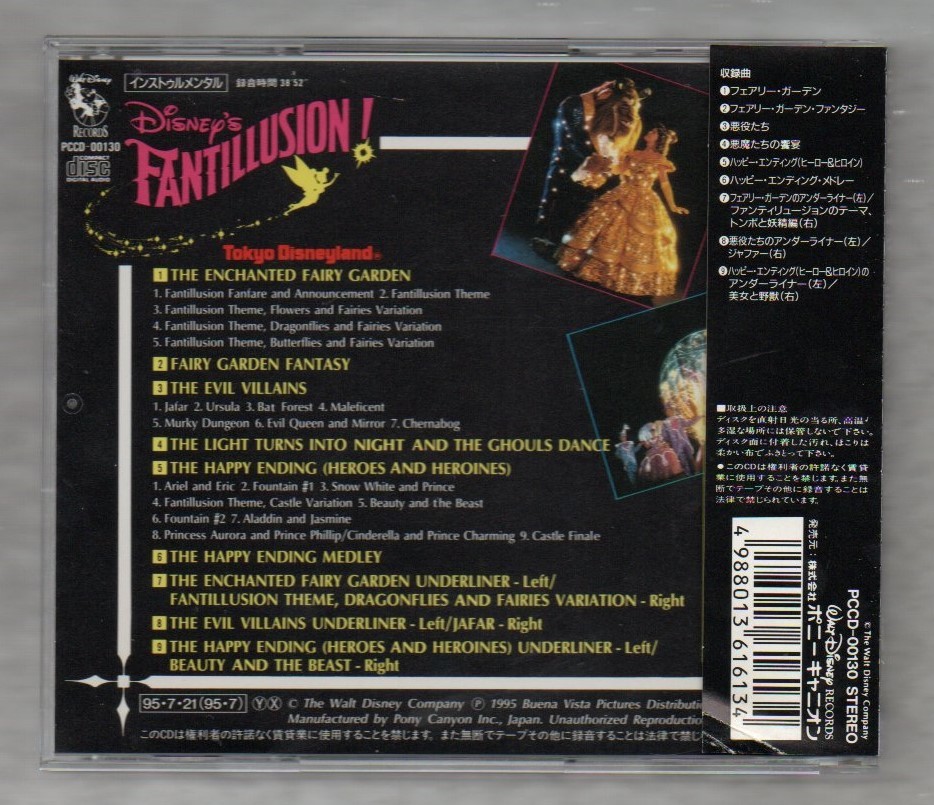 Walt Disney
RECORDS
PCCD-00130
COMPACT
disc
DIGITAL AUDIO
インストゥルメンタル 録音時間 38'52"
DISNEY'S
FANTILLUSION!
Tokyo Disneyland®
1 THE ENCHANTED FAIRY GARDEN
1. Fantillusion Fanfare and Announcement 2. Fantillusion Theme
3. Fantillusion Theme, Flowers and Fairies Variation
4. Fantillusion Theme, Dragonflies and Fairies Variation
5. Fantillusion Theme, Butterflies and Fairies Variation
2 FAIRY GARDEN FANTASY
3 THE EVIL VILLAINS
1. Jafar 2. Ursula 3. Bat Forest 4. Maleficent
5. Murky Dungeon 6. Evil Queen and Mirror 7. Chernabog
4 THE LIGHT TURNS INTO NIGHT AND THE GHOULS DANCE
5 THE HAPPY ENDING (HEROES AND HEROINES)
1. Ariel and Eric 2. Fountain #1 3. Snow White and Prince
4. Fantillusion Theme, Castle Variation 5. Beauty and the Beast
6. Fountain #2 7. Aladdin and Jasmine
8. Princess Aurora and Prince Phillip/Cinderella and Prince Charming 9. Castle Finale
6 THE HAPPY ENDING MEDLEY
7 THE ENCHANTED FAIRY GARDEN UNDERLINER - Left/
FANTILLUSION THEME, DRAGONFLIES AND FAIRIES VARIATION - Right
8 THE EVIL VILLAINS UNDERLINER - Left/JAFAR - Right
9 THE HAPPY ENDING (HEROES AND HEROINES) UNDERLINER - Left/
BEAUTY AND THE BEAST - Right
95・7・21(95・7) Ⓨ Ⓧ © The Walt Disney Company Ⓟ 1995 Buena Vista Pictures Distributi
Manufactured by Pony Canyon Inc., Japan. Unauthorized Reproductio
このCDは権利者の許諾なく賃貸業に使用することを禁じます。また無断でテープその他に録音することは法律で禁じ
収録曲
❶フェアリー・ガーデン
❷フェアリー・ガーデン・ファンタジー
❸悪役たち
❹悪魔たちの饗宴
❺ハッピー・エンディング(ヒーロー&ヒロイン)
❻ハッピー・エンディング・メドレー
❼フェアリー・ガーデンのアンダーライナー(左)/
ファンティリュージョンのテーマ、
トンボと妖精編(右)
❽悪役たちのアンダーライナー(左)/
ジャファー(右)
❾ハッピー・エンディング(ヒーロー&ヒロイン)の
アンダーライナー(左)/
美女と野獣(右)
■取扱上の注意
ディスクを直射日光の当る所、高温・
多湿な場所には保管しないで下さい。
ディスク面に付着した汚れ、ほこりは
柔かい布でふきとって下さい。
●このCDは権利者の許諾なく賃貸
業に使用することを禁じます。また無
断でテープその他に録音することは
法律で禁じられています。
4 988013 616134
発売元:株式会社 ポニーキャニオン
Walt Disney RECORDS
PCCD-00130 STEREO
© The Walt Disney Company